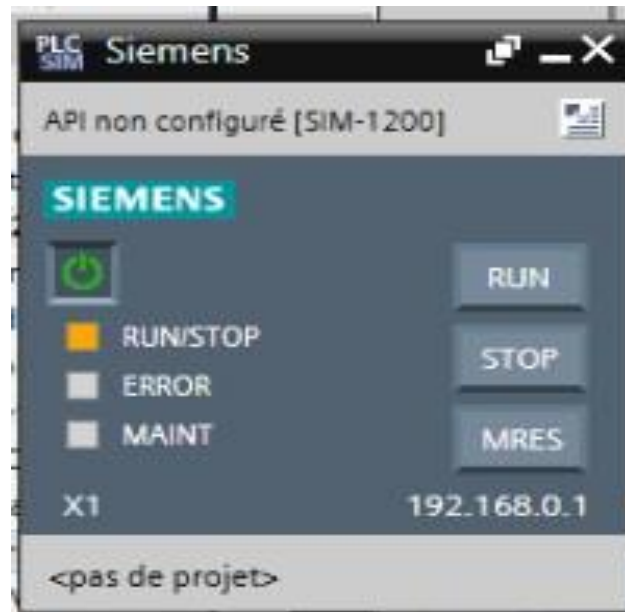 PLC SIM Siemens
API non configuré [SIM-1200]
SIEMENS
RUN
RUN/STOP
STOP
ERROR
MAINT
MRES
X1 192.168.0.1
<pas de projet>